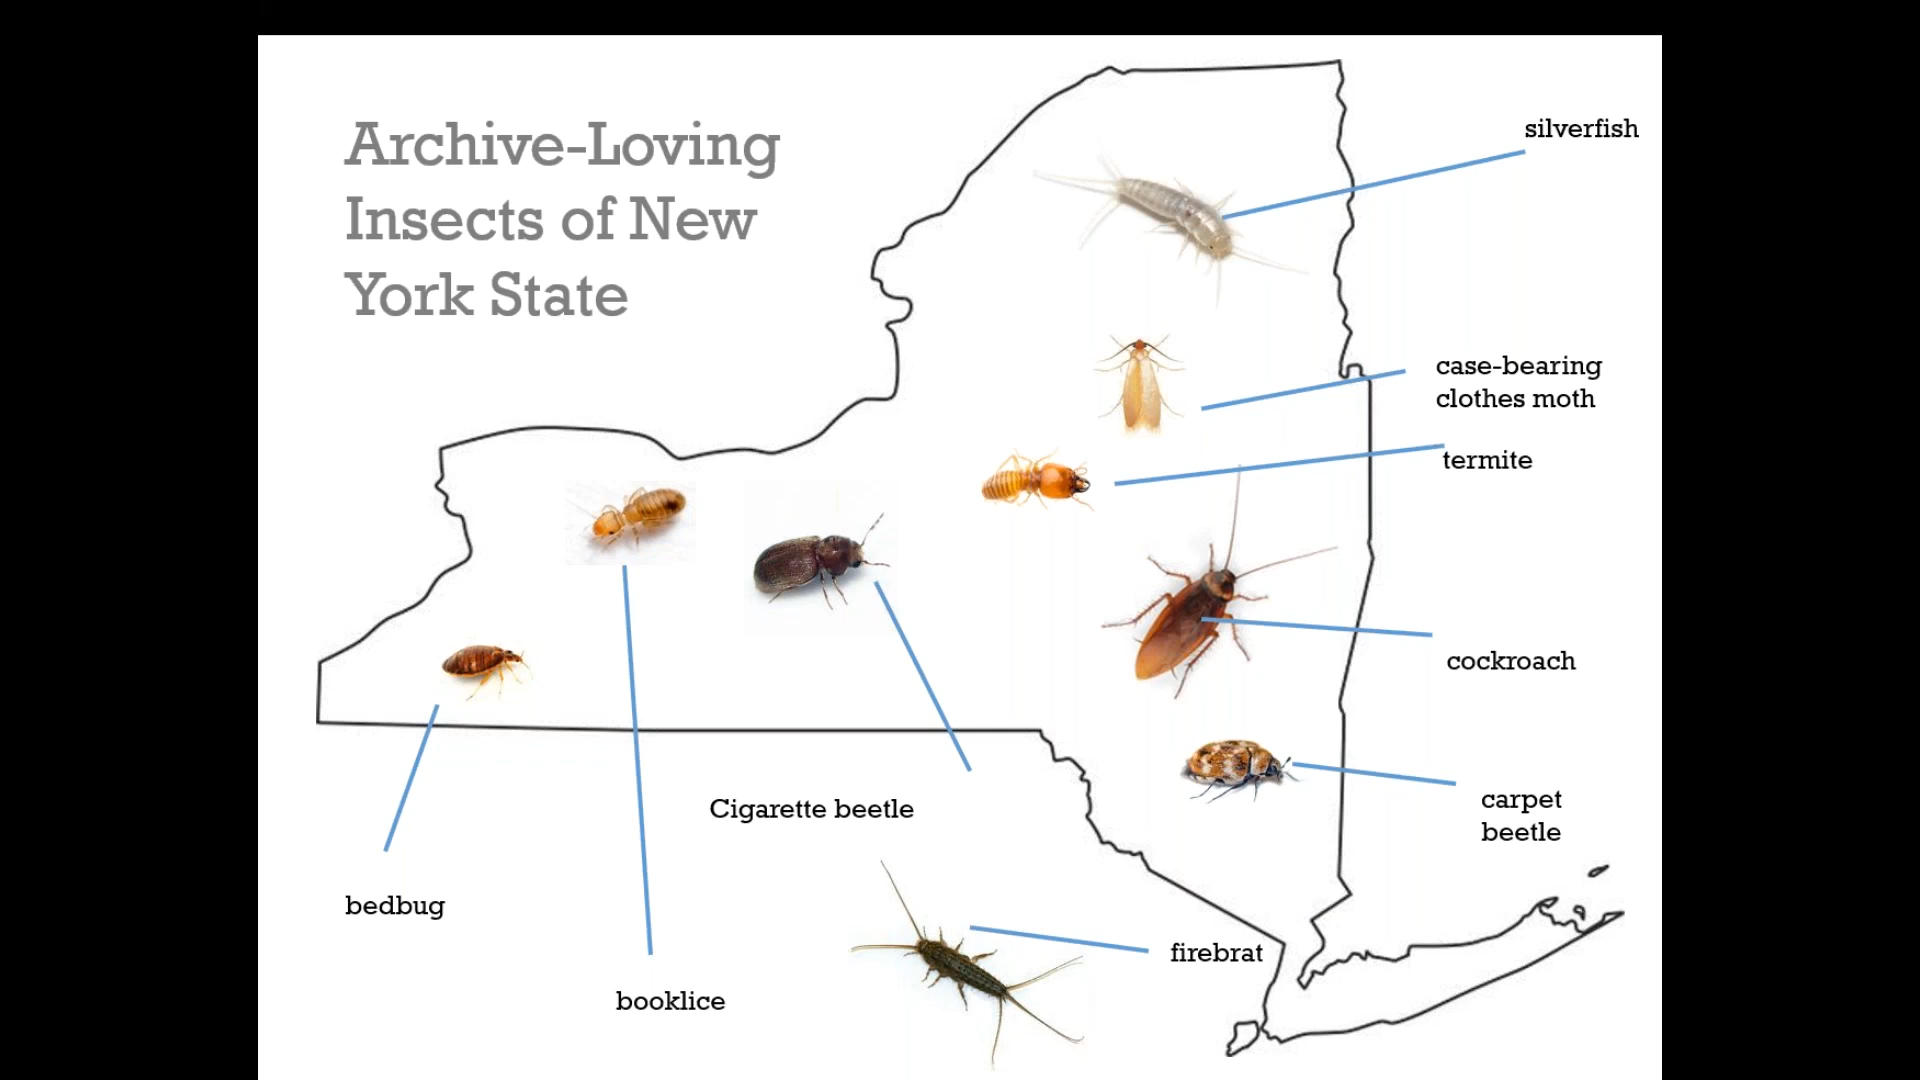 Archive-Loving
Insects of New
York State
silverfish
case-bearing
clothes moth
termite
cockroach
carpet
beetle
Cigarette beetle
bedbug
firebrat
booklice